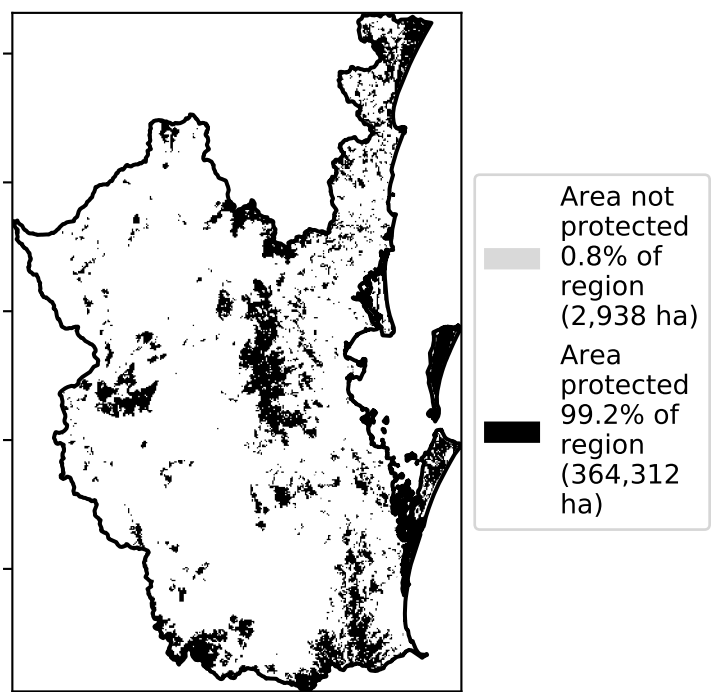 Area not
protected
0.8% of
region
(2,938 ha)
Area
protected
99.2% of
region
(364,312
ha)